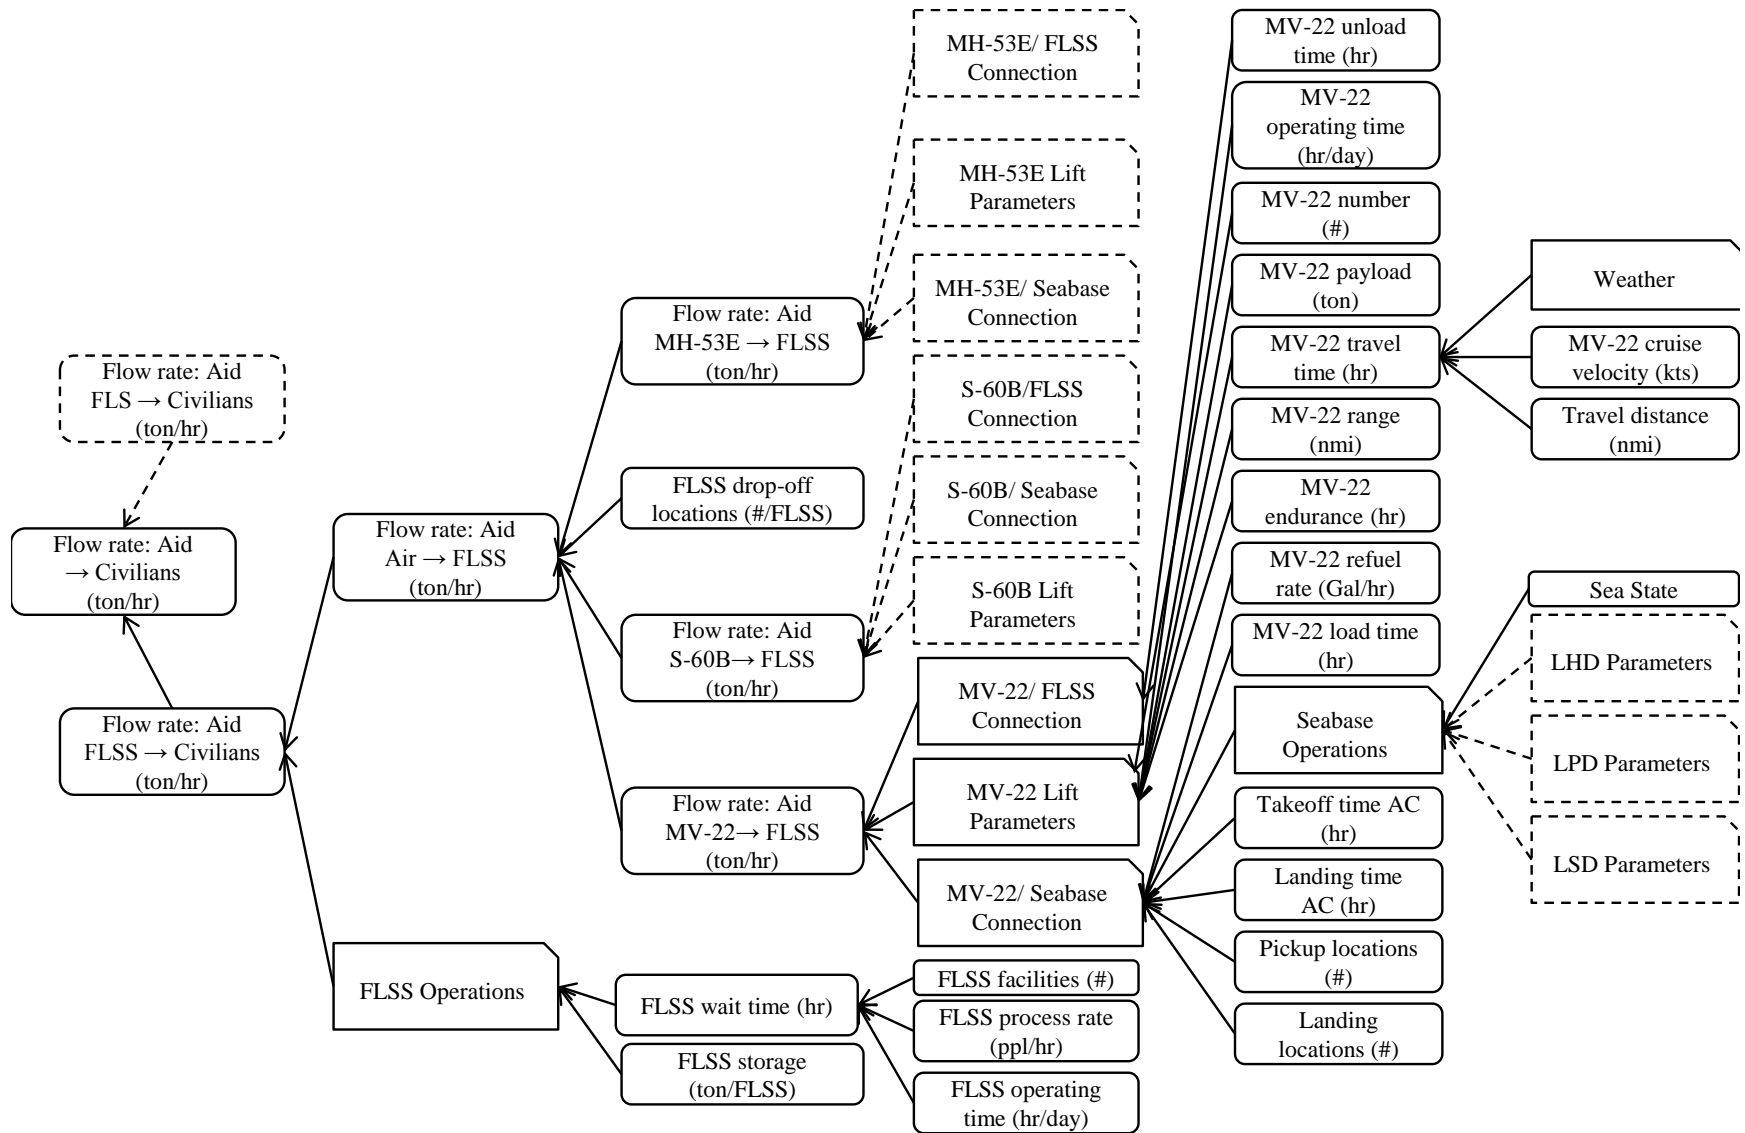 Flow rate: Aid
FLS → Civilians
(ton/hr)
Flow rate: Aid
→ Civilians
(ton/hr)
Flow rate: Aid
FLSS → Civilians
(ton/hr)
Flow rate: Aid
Air → FLSS
(ton/hr)
FLSS Operations
Flow rate: Aid
MH-53E → FLSS
(ton/hr)
FLSS drop-off
locations (#/FLSS)
Flow rate: Aid
S-60B→ FLSS
(ton/hr)
Flow rate: Aid
MV-22→ FLSS
(ton/hr)
FLSS wait time (hr)
FLSS storage
(ton/FLSS)
MH-53E/ FLSS
Connection
MH-53E Lift
Parameters
MH-53E/ Seabase
Connection
S-60B/FLSS
Connection
S-60B/ Seabase
Connection
S-60B Lift
Parameters
MV-22/ FLSS
Connection
MV-22 Lift
Parameters
MV-22/ Seabase
Connection
FLSS facilities (#)
FLSS process rate
(ppl/hr)
FLSS operating
time (hr/day)
MV-22 unload
time (hr)
MV-22
operating time
(hr/day)
MV-22 number
(#)
MV-22 payload
(ton)
MV-22 travel
time (hr)
MV-22 range
(nmi)
MV-22
endurance (hr)
MV-22 refuel
rate (Gal/hr)
MV-22 load time
(hr)
Seabase
Operations
Takeoff time AC
(hr)
Landing time
AC (hr)
Pickup locations
(#)
Landing
locations (#)
Weather
MV-22 cruise
velocity (kts)
Travel distance
(nmi)
Sea State
LHD Parameters
LPD Parameters
LSD Parameters